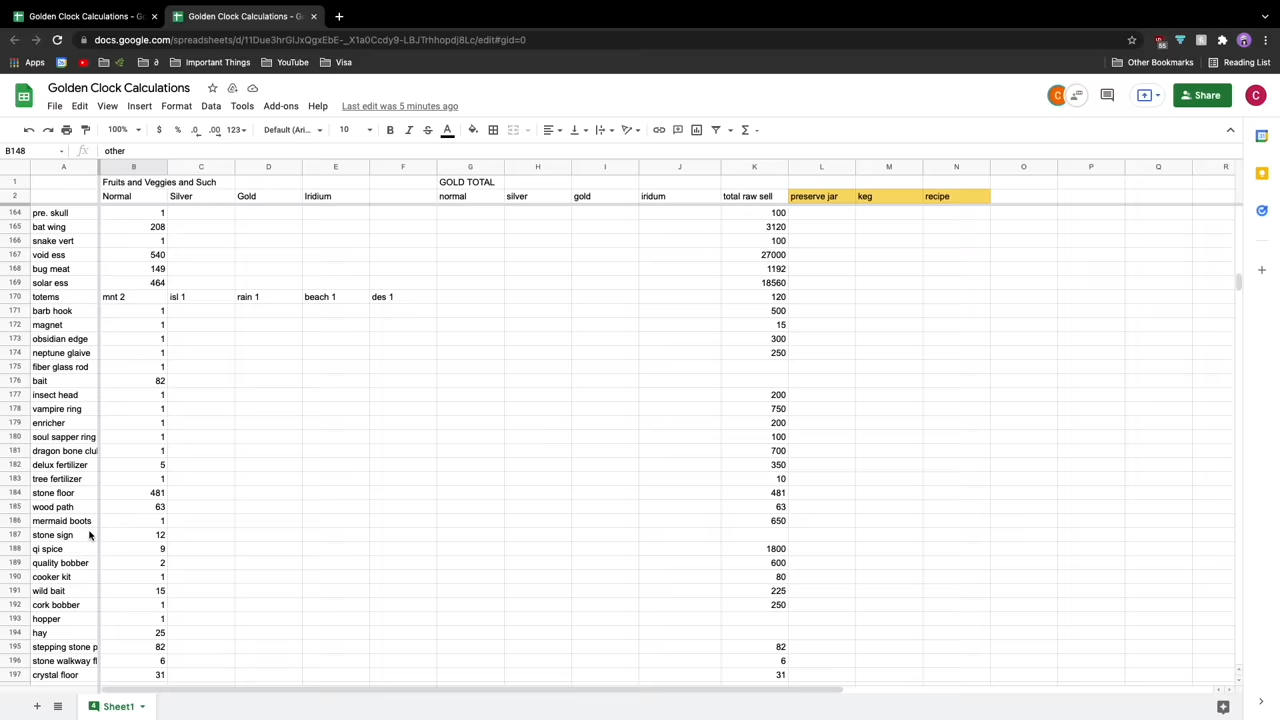 Golden Clock Calculations - G
Golden Clock Calculations - G
docs.google.com/spreadsheets/d/11Due3hrGIJxQgxEbE-_X1a0Ccdy9-LBJTrhhopdj8Lc/edit#gid=0
Apps Important Things YouTube Visa Other Bookmarks Reading List
Golden Clock Calculations
File Edit View Insert Format Data Tools Add-ons Help Last edit was 5 minutes ago
C Share C
100% $ % .0 .00 123 Default (Ari... 10 B I S A
B148 fx other
A B C D E F G H I J K L M N O P Q R
1 Fruits and Veggies and Such GOLD TOTAL
2 Normal Silver Gold Iridium normal silver gold iridum total raw sell preserve jar keg recipe
164 pre. skull 1 100
165 bat wing 208 3120
166 snake vert 1 100
167 void ess 540 27000
168 bug meat 149 1192
169 solar ess 464 18560
170 totems mnt 2 isl 1 rain 1 beach 1 des 1 120
171 barb hook 1 500
172 magnet 1 15
173 obsidian edge 1 300
174 neptune glaive 1 250
175 fiber glass rod 1
176 bait 82
177 insect head 1 200
178 vampire ring 1 750
179 enricher 1 200
180 soul sapper ring 1 100
181 dragon bone clu 1 700
182 delux fertilizer 5 350
183 tree fertilizer 1 10
184 stone floor 481 481
185 wood path 63 63
186 mermaid boots 1 650
187 stone sign 12
188 qi spice 9 1800
189 quality bobber 2 600
190 cooker kit 1 80
191 wild bait 15 225
192 cork bobber 1 250
193 hopper 1
194 hay 25
195 stepping stone p 82 82
196 stone walkway fl 6 6
197 crystal floor 31 31
4 Sheet1